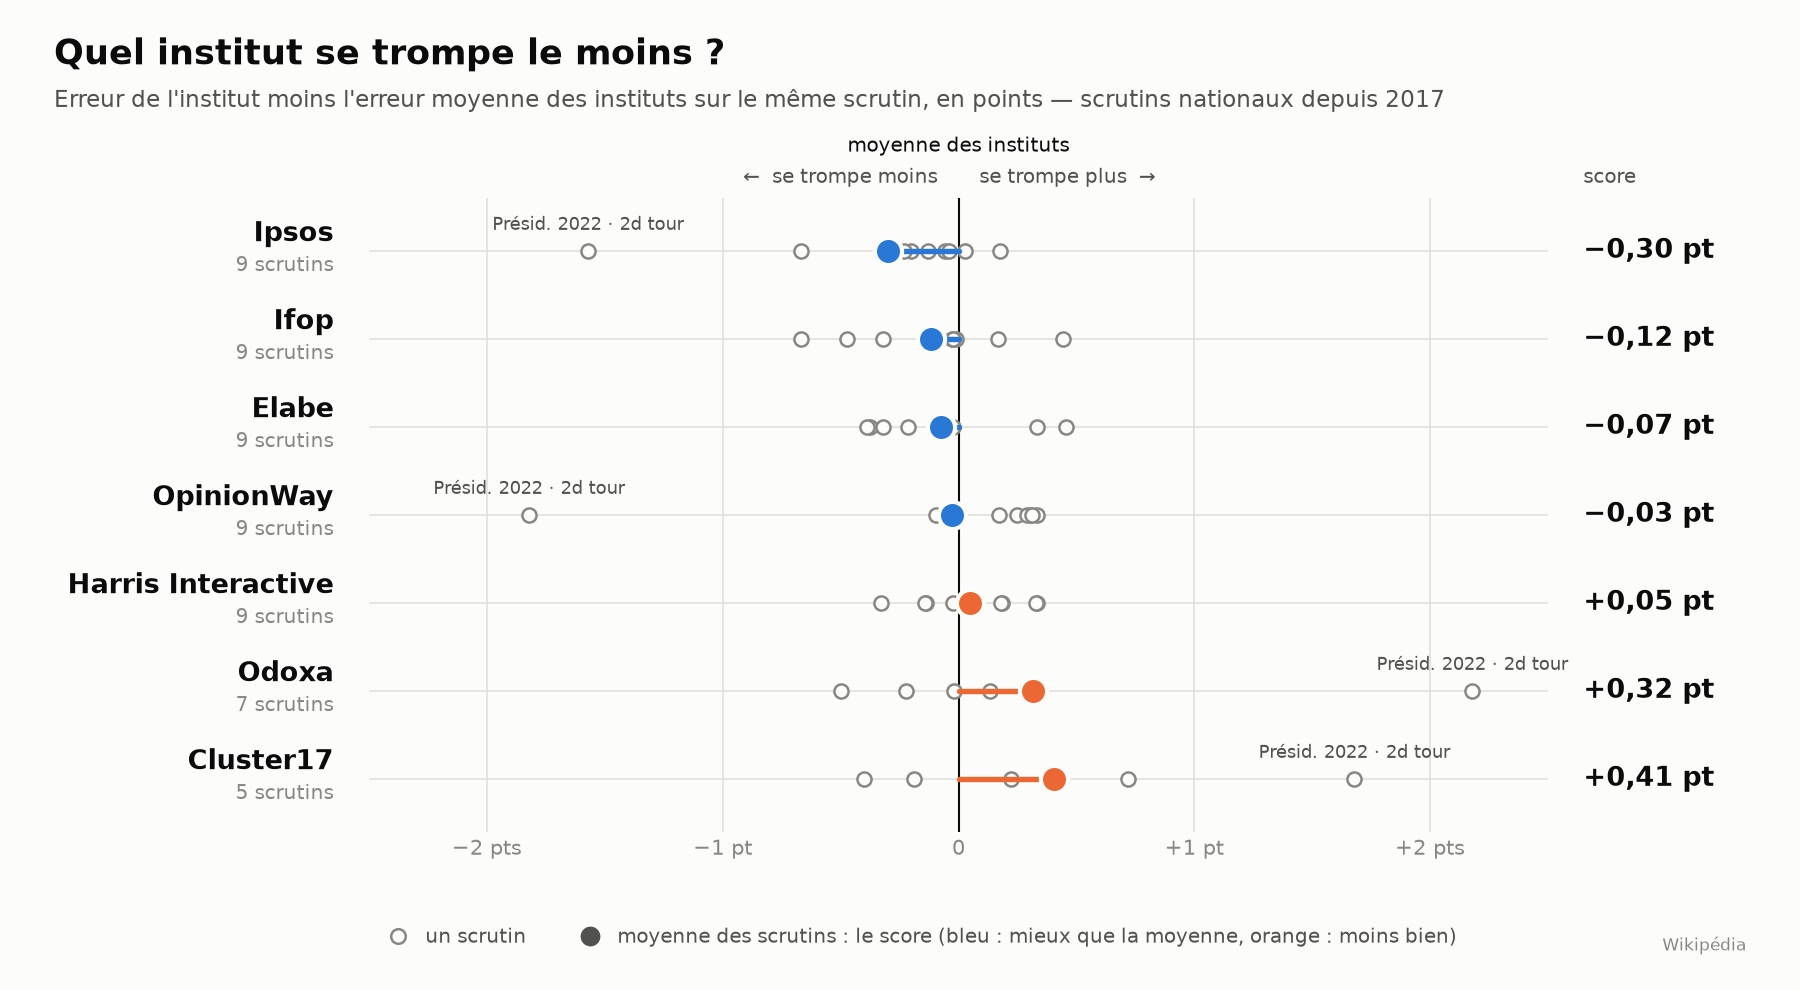 Quel institut se trompe le moins ?
Erreur de l'institut moins l'erreur moyenne des instituts sur le même scrutin, en points — scrutins nationaux depuis 2017
moyenne des instituts
← se trompe moins se trompe plus → score
Présid. 2022 · 2d tour
Ipsos −0,30 pt
9 scrutins
Ifop −0,12 pt
9 scrutins
Elabe −0,07 pt
9 scrutins
Présid. 2022 · 2d tour
OpinionWay −0,03 pt
9 scrutins
Harris Interactive +0,05 pt
9 scrutins
Présid. 2022 · 2d tour
Odoxa +0,32 pt
7 scrutins
Présid. 2022 · 2d tour
Cluster17 +0,41 pt
5 scrutins
−2 pts −1 pt 0 +1 pt +2 pts
un scrutin moyenne des scrutins : le score (bleu : mieux que la moyenne, orange : moins bien)
Wikipédia